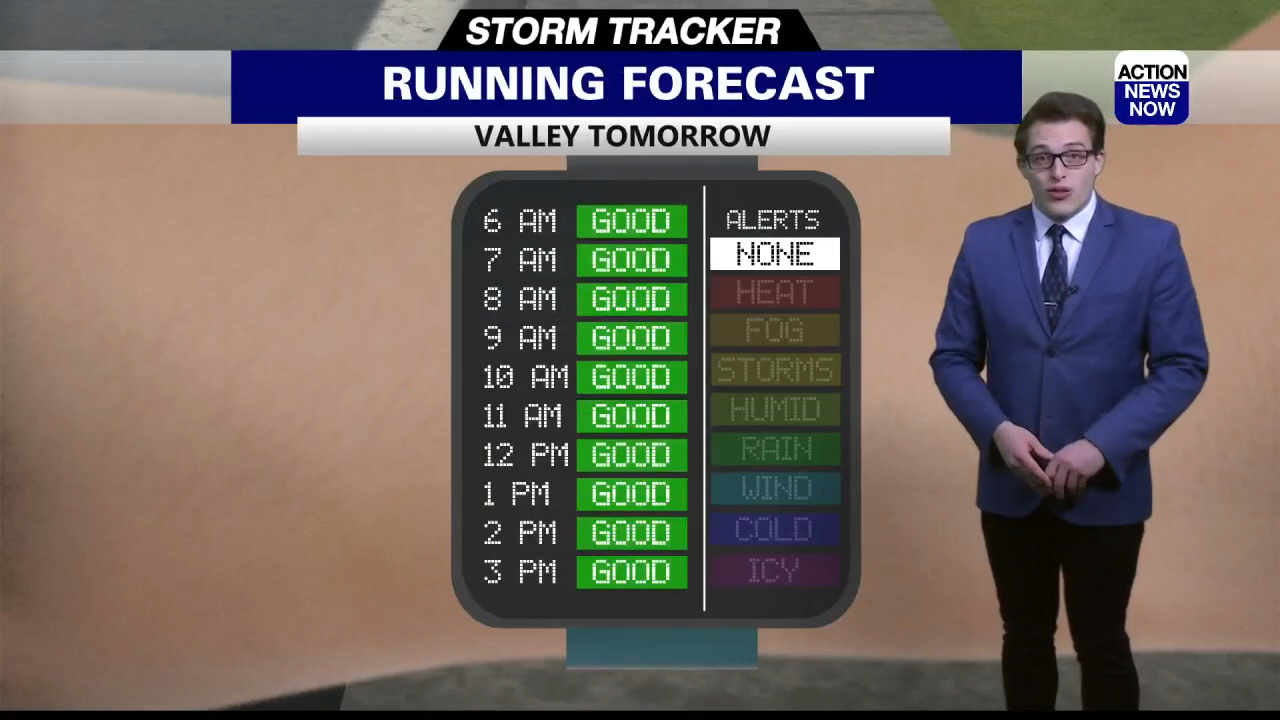 STORM TRACKER
RUNNING FORECAST
ACTION
NEWS
NOW
VALLEY TOMORROW
6 AM GOOD
7 AM GOOD
8 AM GOOD
9 AM GOOD
10 AM GOOD
11 AM GOOD
12 PM GOOD
1 PM GOOD
2 PM GOOD
3 PM GOOD
ALERTS
NONE
HEAT
FOG
STORMS
HUMID
RAIN
WIND
COLD
ICY